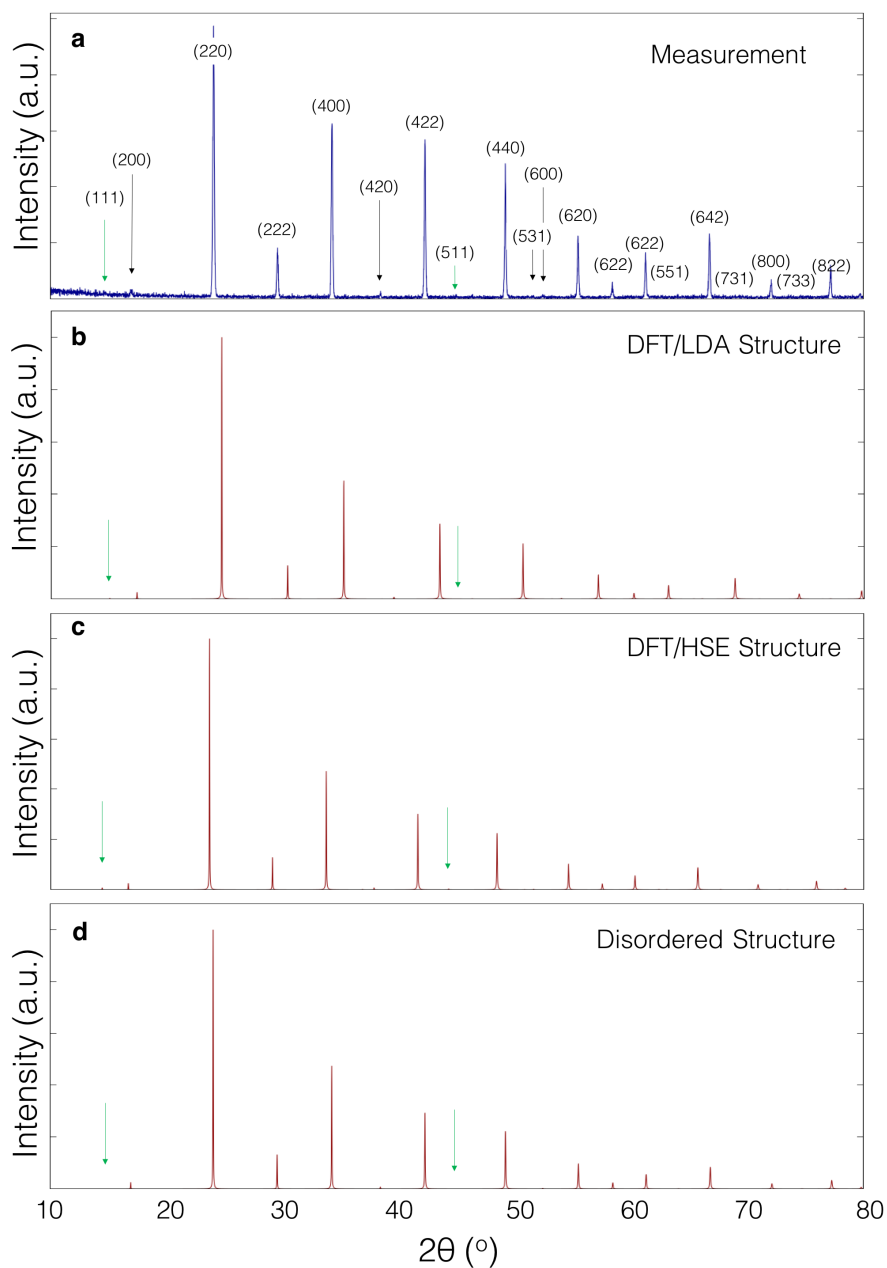 a
Measurement
Intensity (a.u.)
(111)
(200)
(220)
(222)
(400)
(420)
(422)
(511)
(440)
(531)
(600)
(620)
(622)
(622)
(551)
(642)
(731)
(800)
(733)
(822)
b
DFT/LDA Structure
Intensity (a.u.)
c
DFT/HSE Structure
Intensity (a.u.)
d
Disordered Structure
Intensity (a.u.)
10 20 30 40 50 60 70 80
2θ (º)